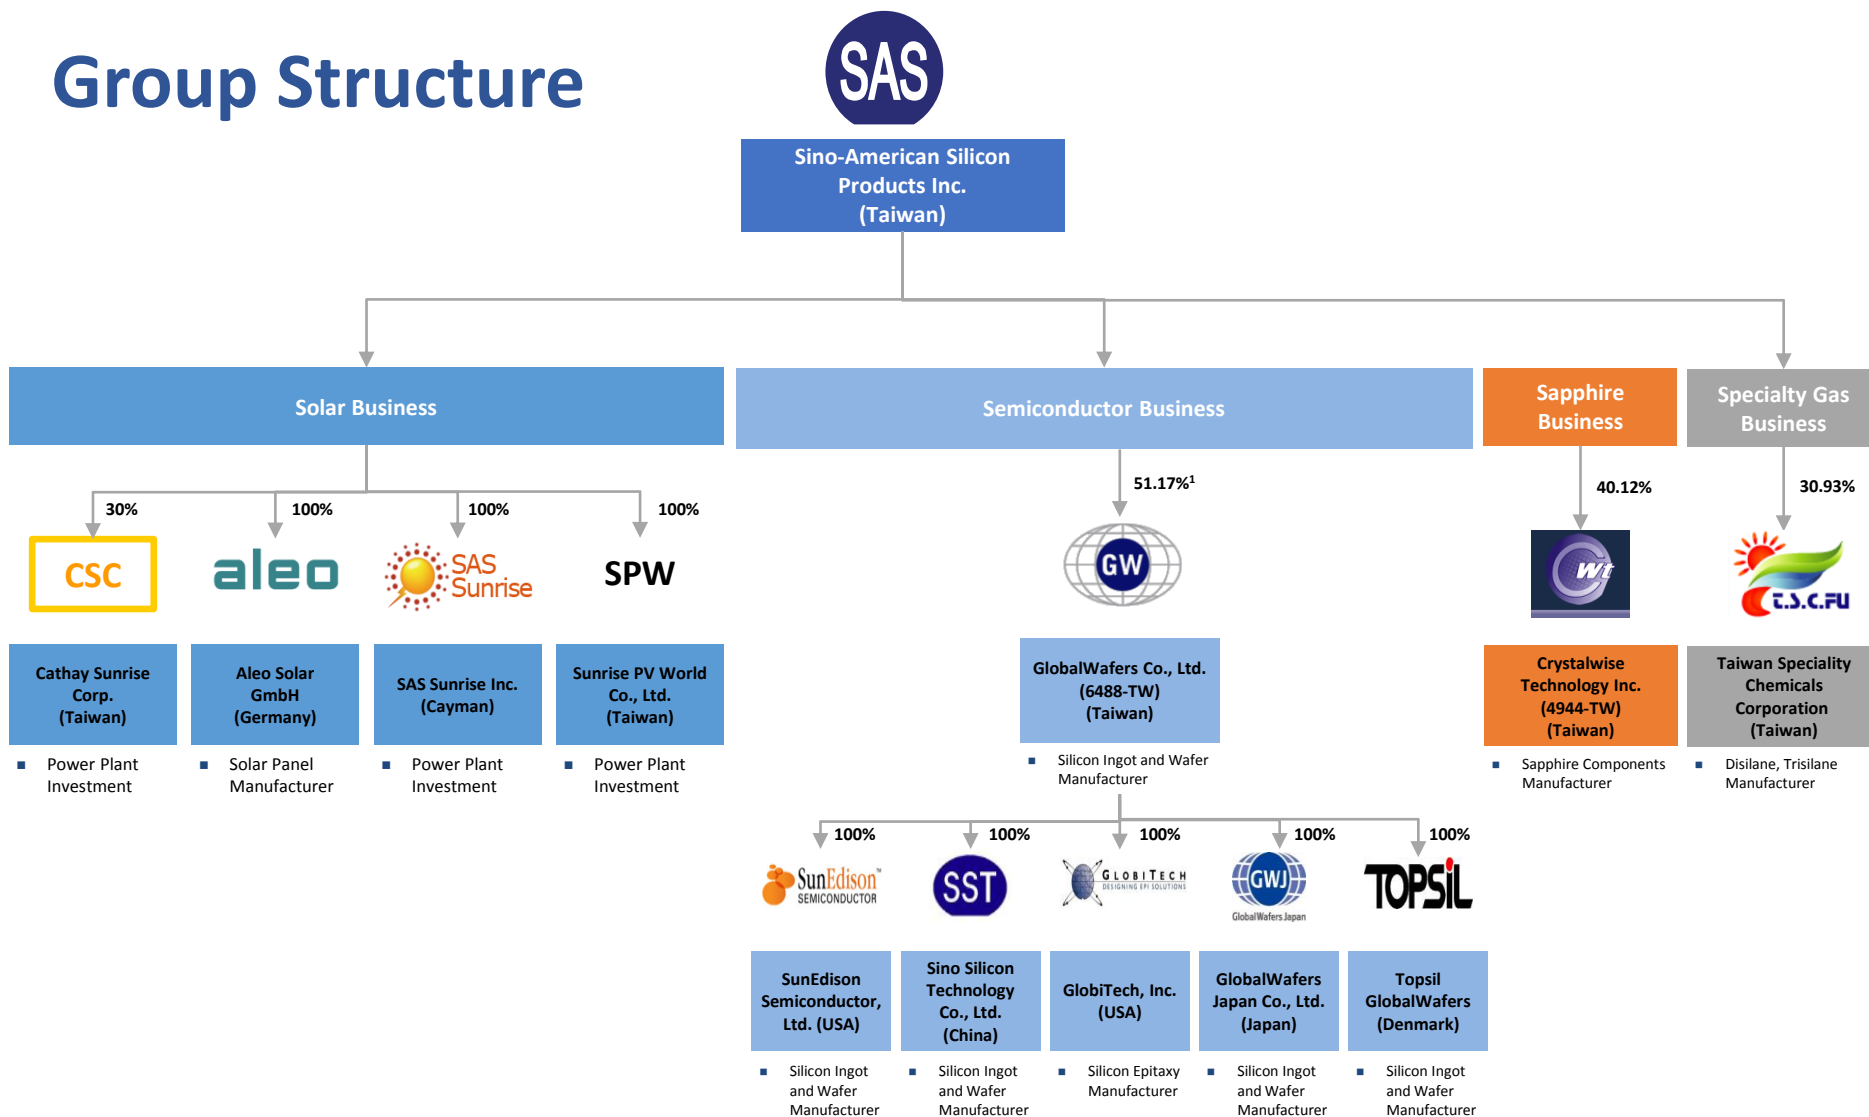 Group Structure
SAS
Sino-American Silicon
Products Inc.
(Taiwan)
Solar Business
Semiconductor Business
Sapphire
Business
Specialty Gas
Business
30%
100%
100%
100%
51.17%¹
40.12%
30.93%
CSC
aleo
SAS
Sunrise
SPW
GW
CWt
T.S.C.FU
Cathay Sunrise
Corp.
(Taiwan)
Aleo Solar
GmbH
(Germany)
SAS Sunrise Inc.
(Cayman)
Sunrise PV World
Co., Ltd.
(Taiwan)
GlobalWafers Co., Ltd.
(6488-TW)
(Taiwan)
Crystalwise
Technology Inc.
(4944-TW)
(Taiwan)
Taiwan Speciality
Chemicals
Corporation
(Taiwan)
■ Power Plant
Investment
■ Solar Panel
Manufacturer
■ Power Plant
Investment
■ Power Plant
Investment
■ Silicon Ingot and Wafer
Manufacturer
■ Sapphire Components
Manufacturer
■ Disilane, Trisilane
Manufacturer
100%
100%
100%
100%
100%
SunEdison™
SEMICONDUCTOR
SST
GLOBITECH
DESIGNING EPI SOLUTIONS
GWJ
GlobalWafers Japan
TOPSiL
SunEdison
Semiconductor,
Ltd. (USA)
Sino Silicon
Technology
Co., Ltd.
(China)
GlobiTech, Inc.
(USA)
GlobalWafers
Japan Co., Ltd.
(Japan)
Topsil
GlobalWafers
(Denmark)
■ Silicon Ingot
and Wafer
Manufacturer
■ Silicon Ingot
and Wafer
Manufacturer
■ Silicon Epitaxy
Manufacturer
■ Silicon Ingot
and Wafer
Manufacturer
■ Silicon Ingot
and Wafer
Manufacturer